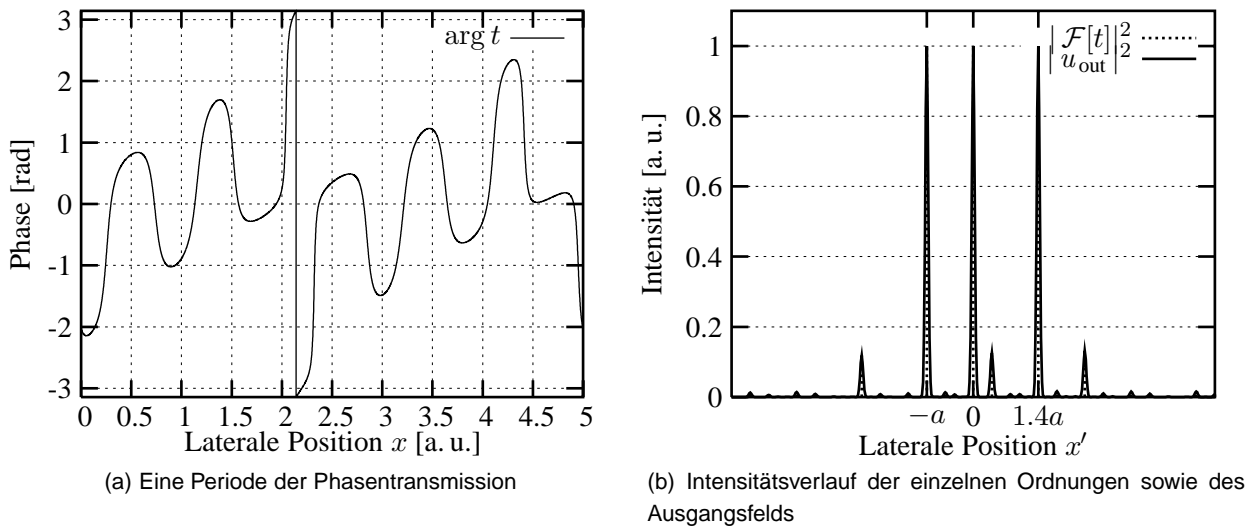 3
2
1
0
-1
-2
-3
Phase [rad]
arg t
0 0.5 1 1.5 2 2.5 3 3.5 4 4.5 5
Laterale Position x [a. u.]
(a) Eine Periode der Phasentransmission
1
0.8
0.6
0.4
0.2
0
Intensität [a. u.]
| F[t]|²
| u out|²
−a 0 1.4a
Laterale Position x′
(b) Intensitätsverlauf der einzelnen Ordnungen sowie des
Ausgangsfelds